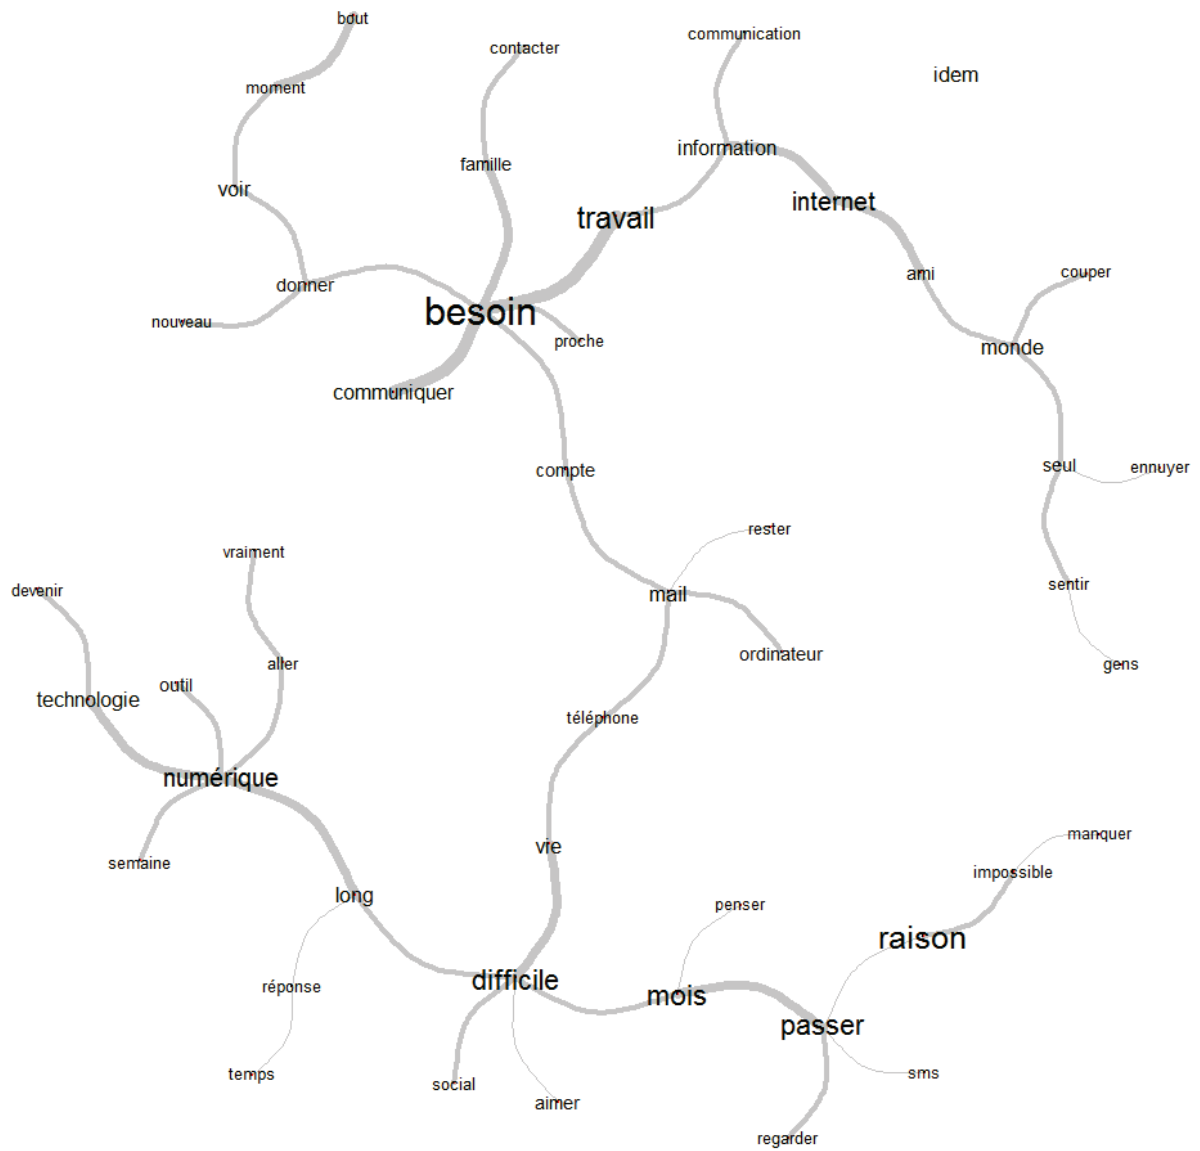 bout
communication
contacter
idem
moment
information
famille
voir
internet
travail
ami
couper
donner
besoin
nouveau
proche
monde
communiquer
seul
ennuyer
compte
rester
vraiment
sentir
devenir
mail
ordinateur
aller
gens
outil
technologie
téléphone
numérique
manquer
vie
semaine
impossible
long
penser
raison
difficile
réponse
mois
passer
sms
temps
social
aimer
regarder